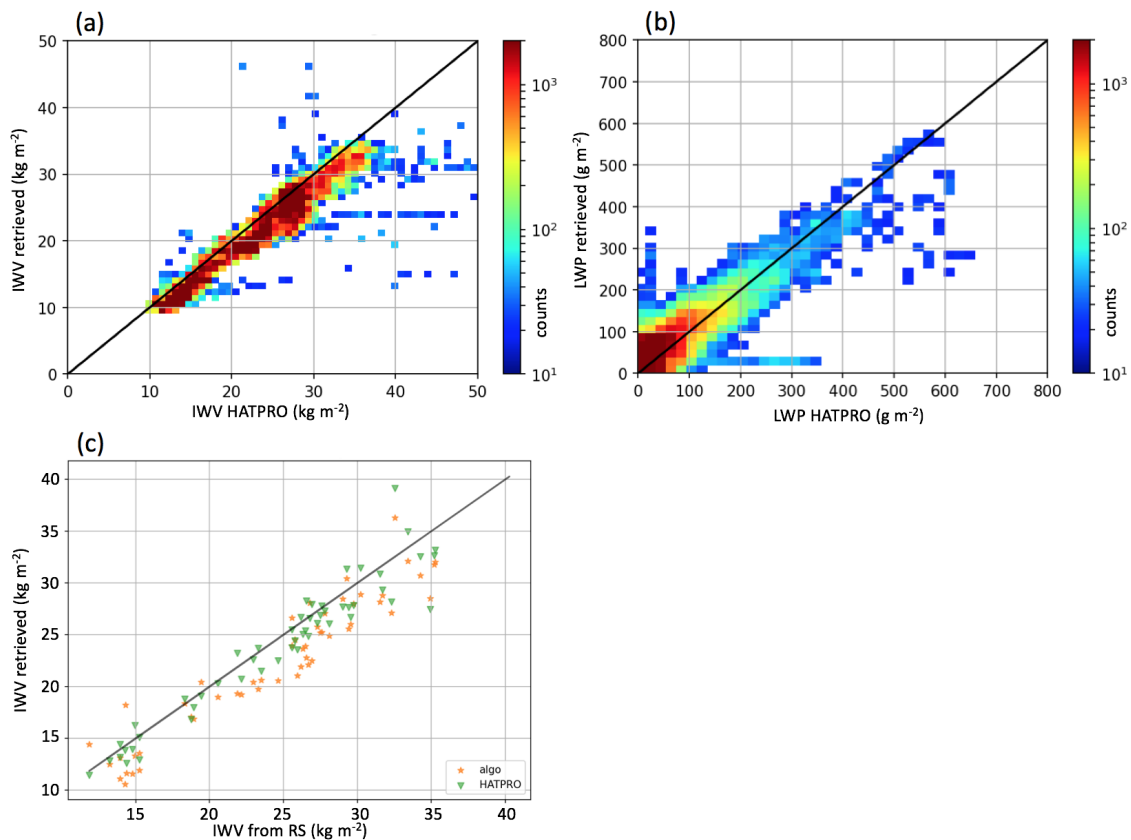 (a)
50
40
30
20
10
0
IWV retrieved (kg m⁻²)
0 10 20 30 40 50
IWV HATPRO (kg m⁻²)
10³
10²
10¹
counts
(b)
800
700
600
500
400
300
200
100
0
LWP retrieved (g m⁻²)
0 100 200 300 400 500 600 700 800
LWP HATPRO (g m⁻²)
10³
10²
10¹
counts
(c)
40
35
30
25
20
15
10
IWV retrieved (kg m⁻²)
15 20 25 30 35 40
IWV from RS (kg m⁻²)
algo
HATPRO